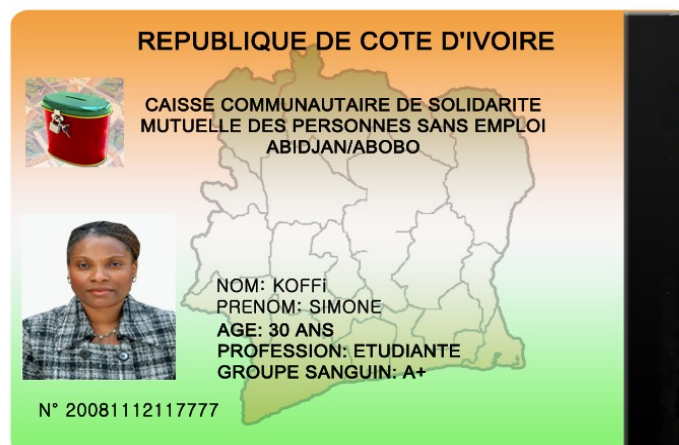 REPUBLIQUE DE COTE D'IVOIRE
CAISSE COMMUNAUTAIRE DE SOLIDARITE
MUTUELLE DES PERSONNES SANS EMPLOI
ABIDJAN/ABOBO
NOM: KOFFi
PRENOM: SIMONE
AGE: 30 ANS
PROFESSION: ETUDIANTE
GROUPE SANGUIN: A+
N° 20081112117777